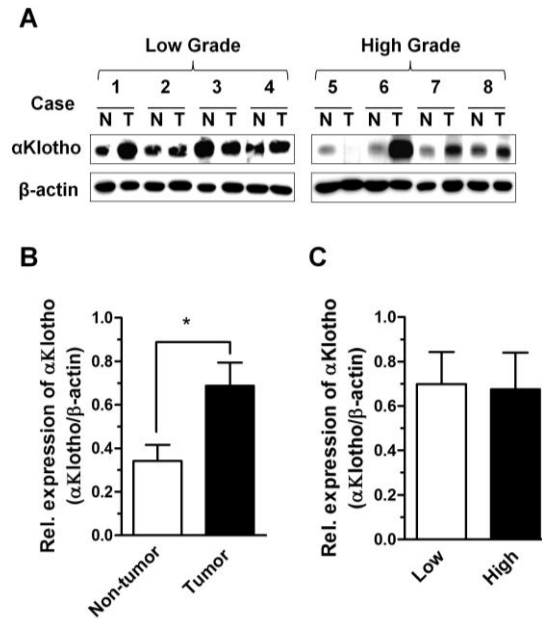 A
Low Grade
High Grade
Case
1 2 3 4 5 6 7 8
N T N T N T N T N T N T N T N T
αKlotho
β-actin
B
Rel. expression of αKlotho
(αKlotho/β-actin)
1.0
0.8
0.6
0.4
0.2
0.0
*
Non-tumor
Tumor
C
Rel. expression of αKlotho
(αKlotho/β-actin)
1.0
0.8
0.6
0.4
0.2
0.0
Low
High